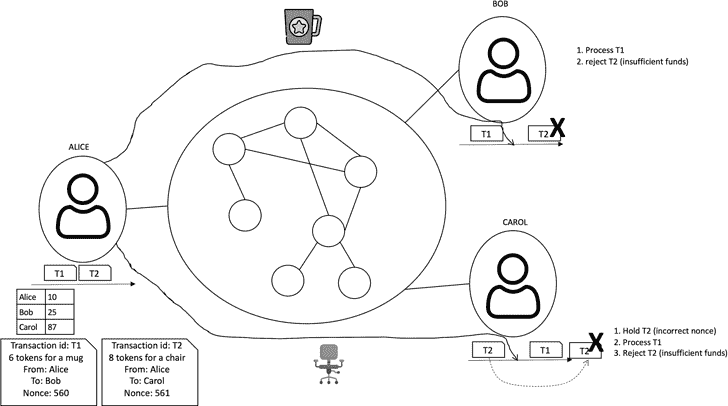 BOB
1. Process T1
2. reject T2 (insufficient funds)
T1
T2
X
ALICE
T1
T2
Alice 10
Bob 25
Carol 87
Transaction id: T1
6 tokens for a mug
From: Alice
To: Bob
Nonce: 560
Transaction id: T2
8 tokens for a chair
From: Alice
To: Carol
Nonce: 561
CAROL
1. Hold T2 (incorrect nonce)
2. Process T1
3. Reject T2 (insufficient funds)
T2
T1
T2
X